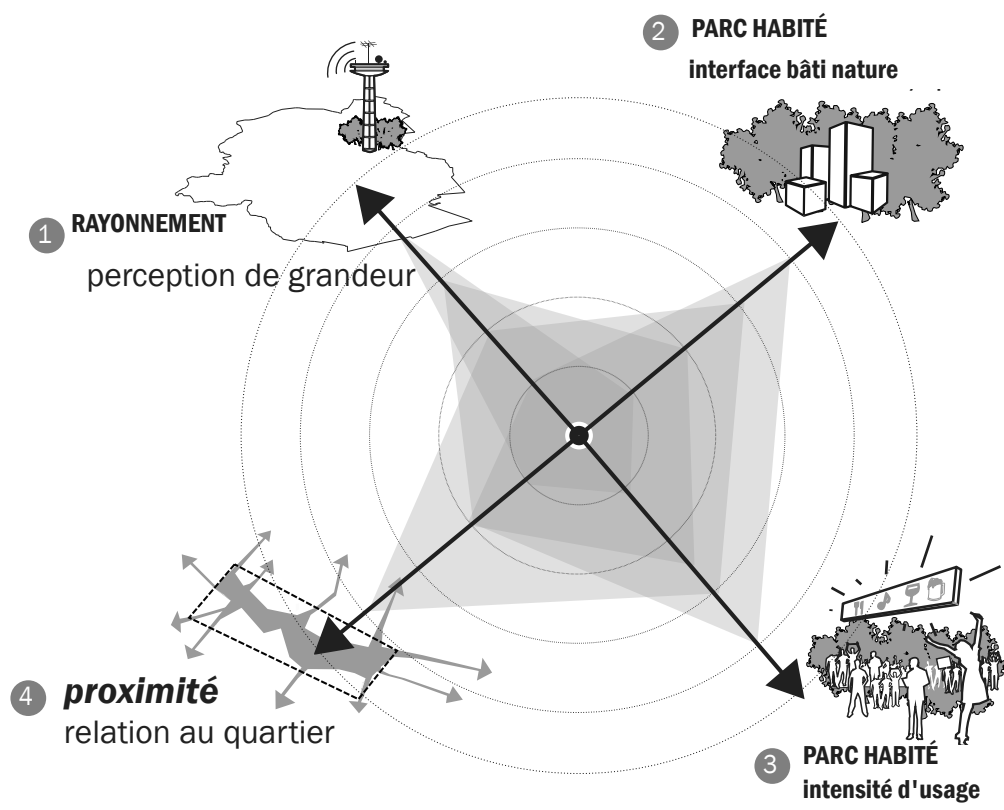 1 RAYONNEMENT
perception de grandeur
2 PARC HABITÉ
interface bâti nature
3 PARC HABITÉ
intensité d'usage
4 proximité
relation au quartier